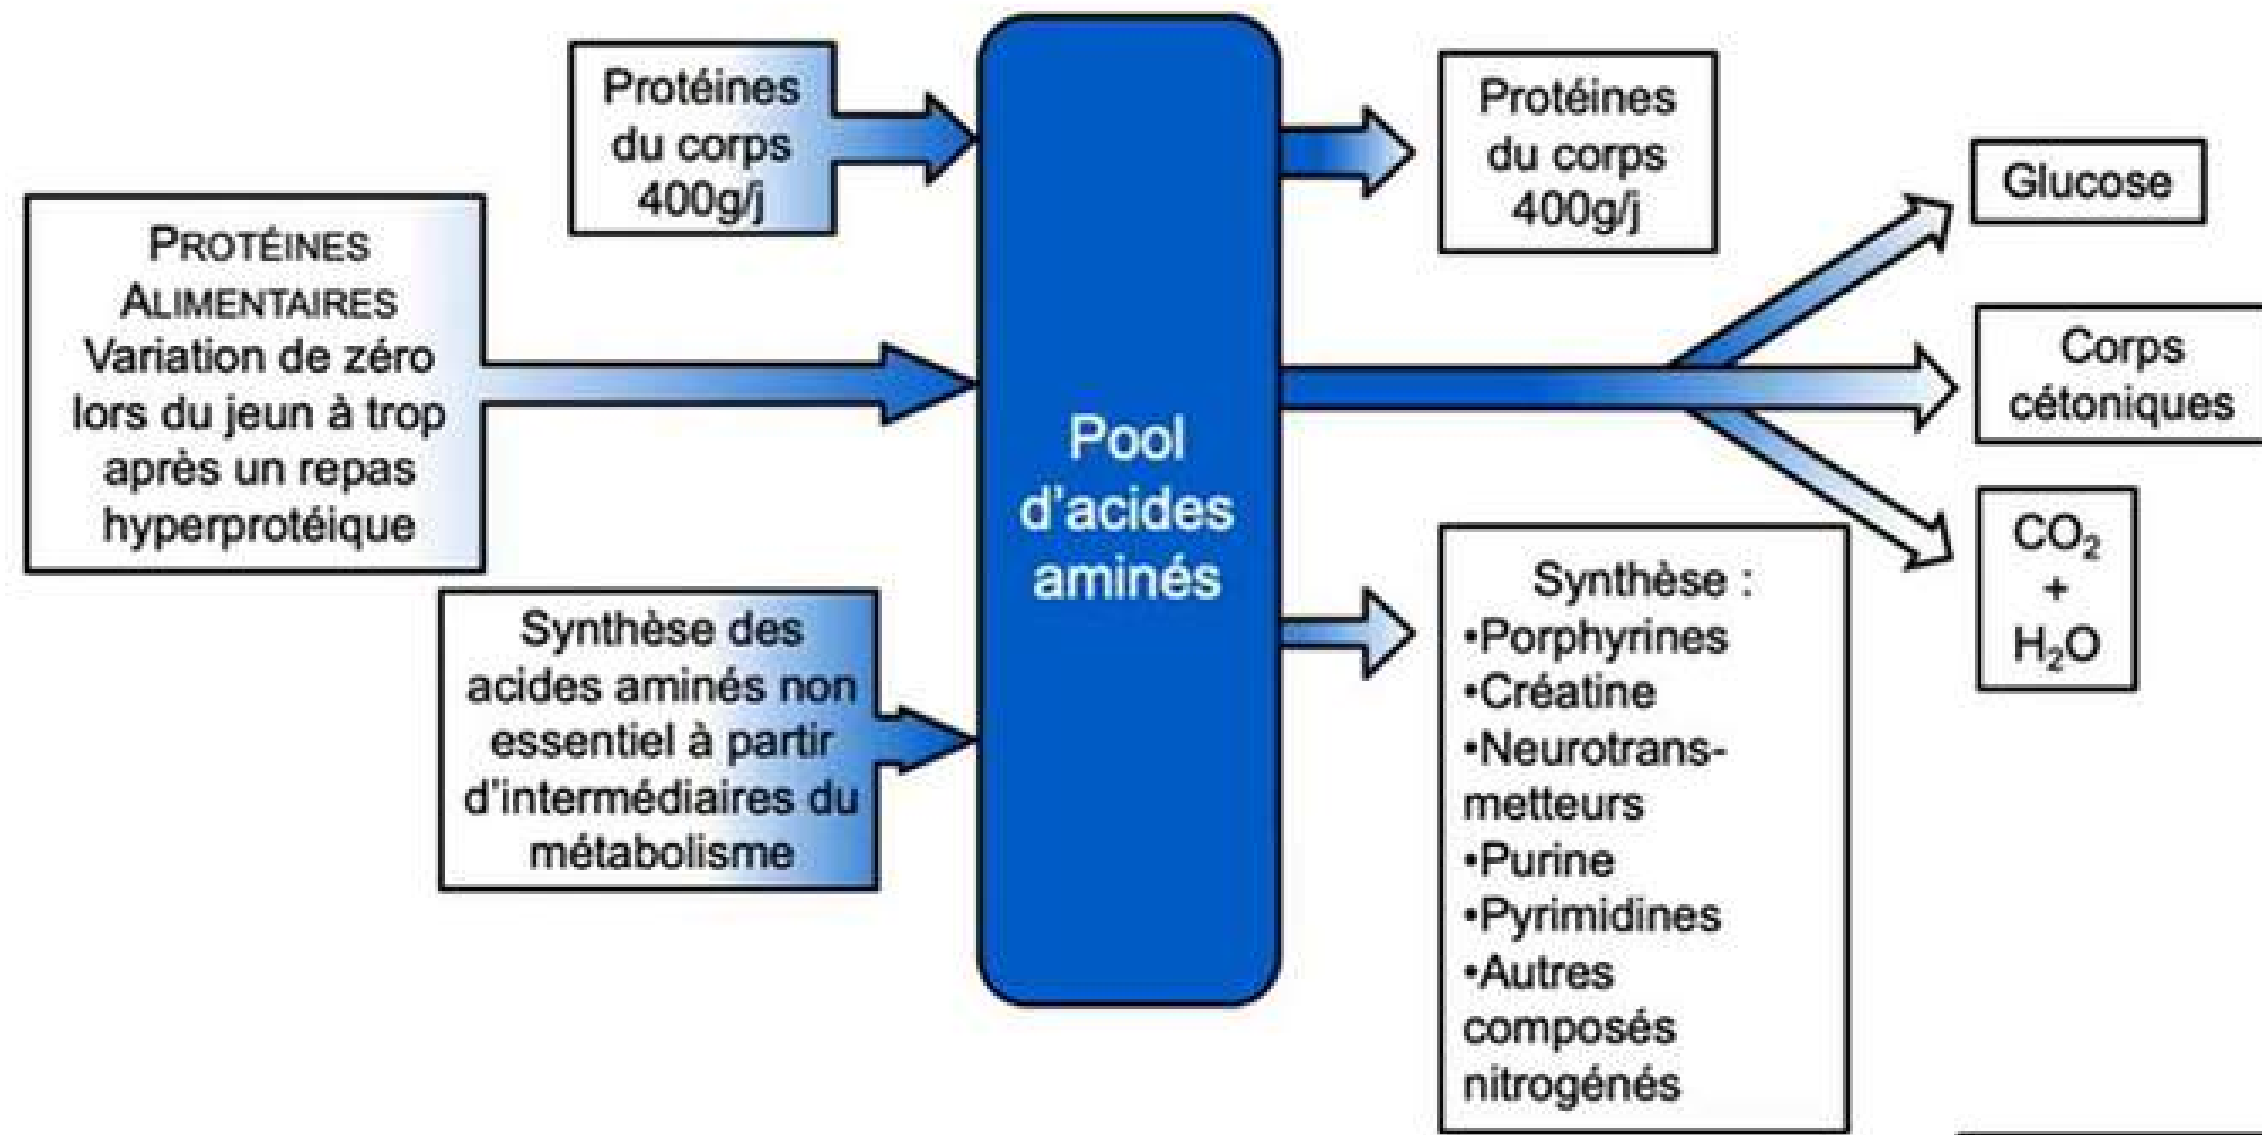 Protéines
du corps
400g/j
PROTÉINES
ALIMENTAIRES
Variation de zéro
lors du jeun à trop
après un repas
hyperprotéique
Synthèse des
acides aminés non
essentiel à partir
d'intermédiaires du
métabolisme
Pool
d'acides
aminés
Protéines
du corps
400g/j
Glucose
Corps
cétoniques
CO₂
+
H₂O
Synthèse :
•Porphyrines
•Créatine
•Neurotrans-
metteurs
•Purine
•Pyrimidines
•Autres
composés
nitrogénés